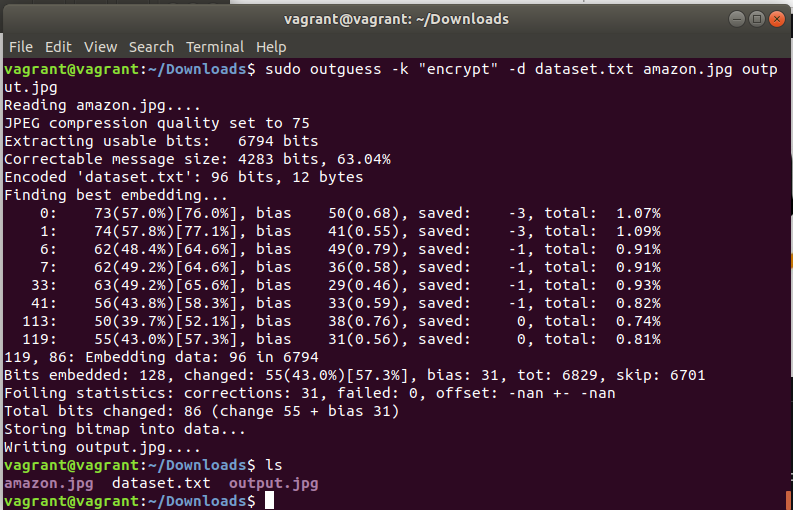 vagrant@vagrant: ~/Downloads
File Edit View Search Terminal Help
vagrant@vagrant:~/Downloads$ sudo outguess -k "encrypt" -d dataset.txt amazon.jpg outp
ut.jpg
Reading amazon.jpg....
JPEG compression quality set to 75
Extracting usable bits:   6794 bits
Correctable message size: 4283 bits, 63.04%
Encoded 'dataset.txt': 96 bits, 12 bytes
Finding best embedding...
    0:    73(57.0%)[76.0%], bias    50(0.68), saved:    -3, total:  1.07%
    1:    74(57.8%)[77.1%], bias    41(0.55), saved:    -3, total:  1.09%
    6:    62(48.4%)[64.6%], bias    49(0.79), saved:    -1, total:  0.91%
    7:    62(49.2%)[64.6%], bias    36(0.58), saved:    -1, total:  0.91%
   33:    63(49.2%)[65.6%], bias    29(0.46), saved:    -1, total:  0.93%
   41:    56(43.8%)[58.3%], bias    33(0.59), saved:    -1, total:  0.82%
  113:    50(39.7%)[52.1%], bias    38(0.76), saved:     0, total:  0.74%
  119:    55(43.0%)[57.3%], bias    31(0.56), saved:     0, total:  0.81%
119, 86: Embedding data: 96 in 6794
Bits embedded: 128, changed: 55(43.0%)[57.3%], bias: 31, tot: 6829, skip: 6701
Foiling statistics: corrections: 31, failed: 0, offset: -nan +- -nan
Total bits changed: 86 (change 55 + bias 31)
Storing bitmap into data...
Writing output.jpg....
vagrant@vagrant:~/Downloads$ ls
amazon.jpg  dataset.txt  output.jpg
vagrant@vagrant:~/Downloads$